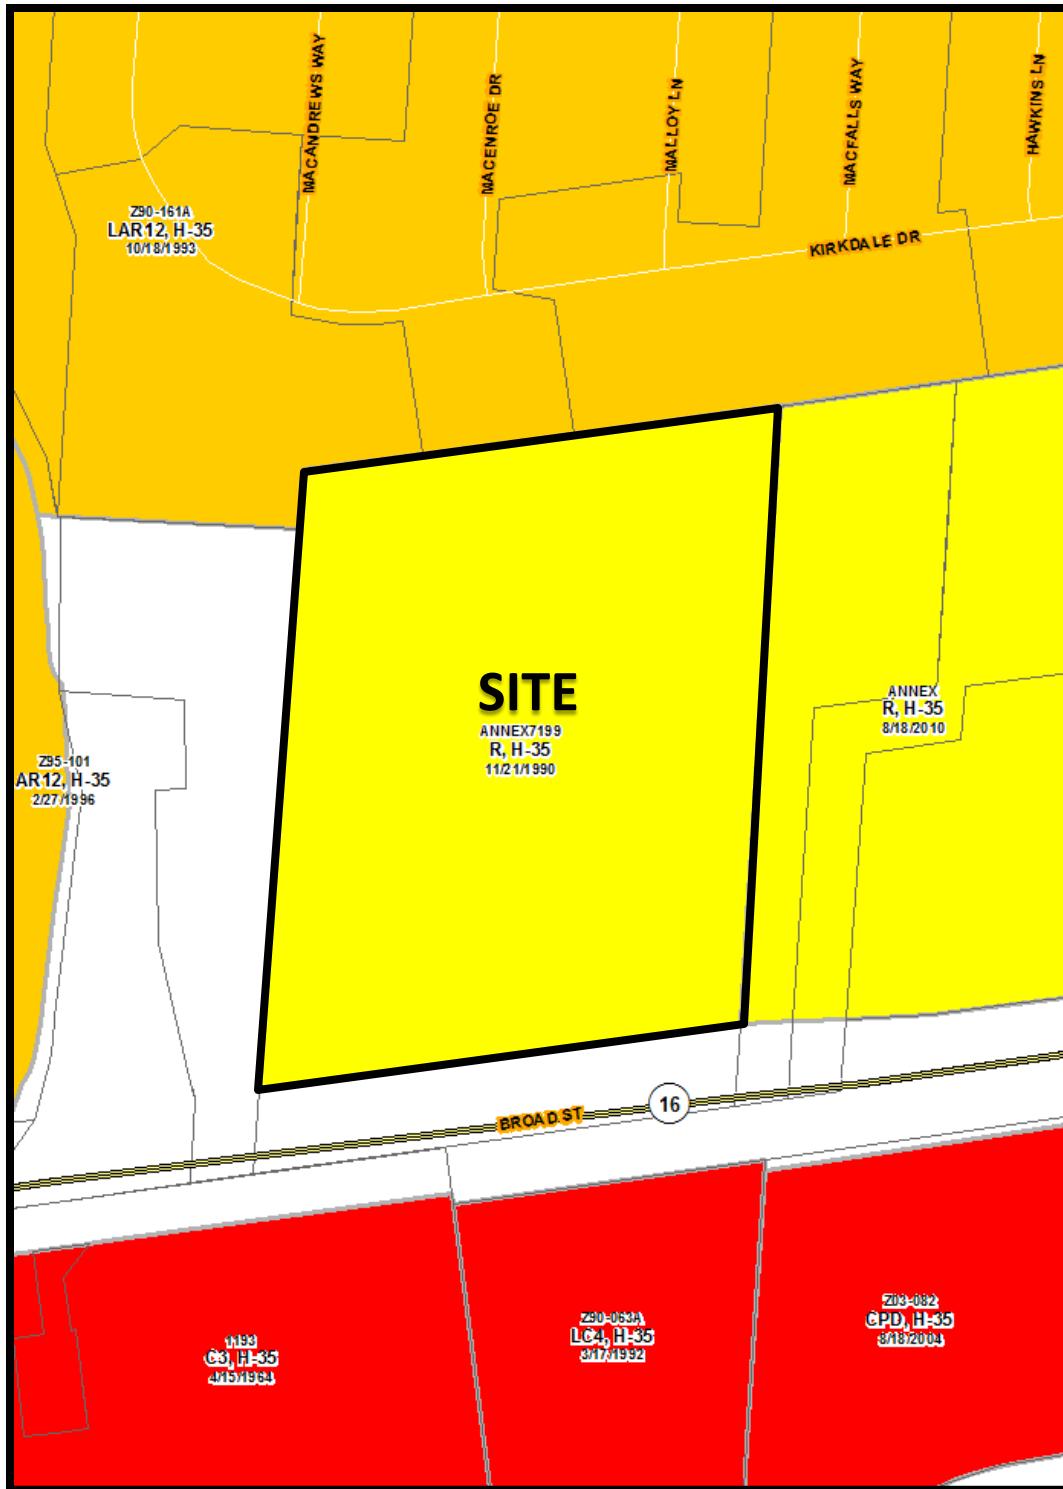 MACANDREWS WAY
MACENROE DR
MALLOY LN
MACFALLS WAY
HAWKINS LN
Z90-161A
LAR12, H-35
10/18/1993
KIRKDALE DR
SITE
ANNEX7199
R, H-35
11/21/1990
ANNEX
R, H-35
8/18/2010
Z95-101
AR12, H-35
2/27/1996
BROAD ST
16
1193
C3, H-35
4/15/1964
Z90-063A
LC4, H-35
3/17/1992
Z03-082
CPD, H-35
8/18/2004